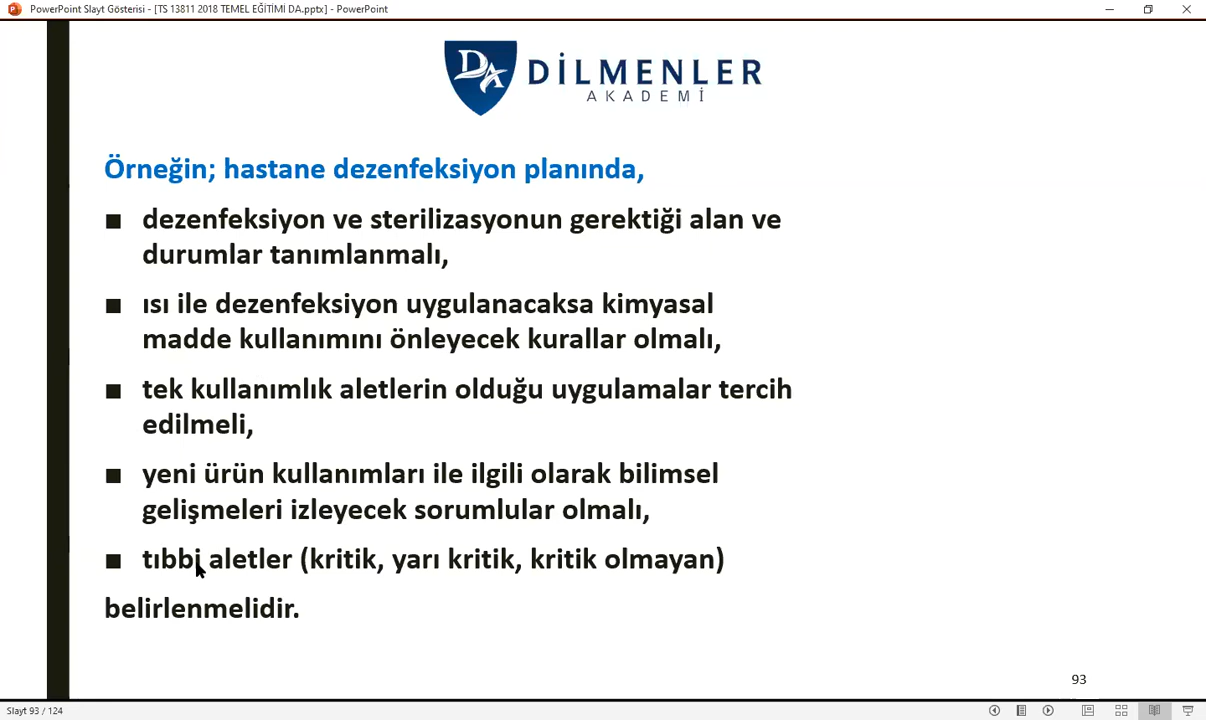 PowerPoint Slayt Gösterisi - [TS 13811 2018 TEMEL EĞİTİMİ DA.pptx] - PowerPoint
DA DİLMENLER
AKADEMİ
Örneğin; hastane dezenfeksiyon planında,
■ dezenfeksiyon ve sterilizasyonun gerektiği alan ve
durumlar tanımlanmalı,
■ ısı ile dezenfeksiyon uygulanacaksa kimyasal
madde kullanımını önleyecek kurallar olmalı,
■ tek kullanımlık aletlerin olduğu uygulamalar tercih
edilmeli,
■ yeni ürün kullanımları ile ilgili olarak bilimsel
gelişmeleri izleyecek sorumlular olmalı,
■ tıbbi aletler (kritik, yarı kritik, kritik olmayan)
belirlenmelidir.
93
Slayt 93 / 124